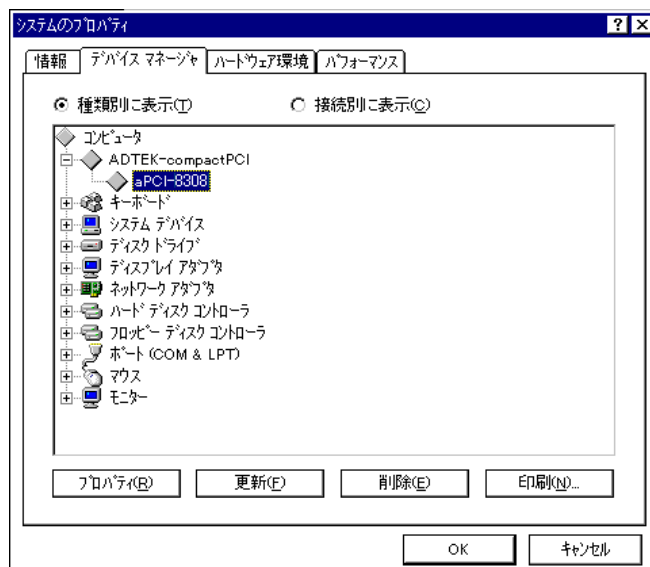 システムのプロパティ
情報 デバイス マネージャ ハードウェア環境 パフォーマンス
種類別に表示(T) 接続別に表示(C)
コンピュータ
ADTEK-compactPCI
aPCI-8308
キーボード
システム デバイス
ディスク ドライブ
ディスプレイ アダプタ
ネットワーク アダプタ
ハード ディスク コントローラ
フロッピー ディスク コントローラ
ポート (COM & LPT)
マウス
モニター
プロパティ(R) 更新(F) 削除(E) 印刷(N)...
OK キャンセル